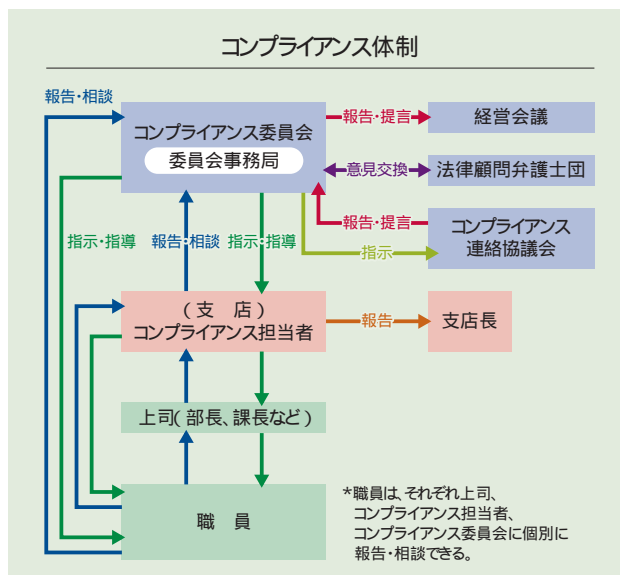 コンプライアンス体制
報告・相談
コンプライアンス委員会
委員会事務局
報告・提言
経営会議
意見交換
法律顧問弁護士団
報告・提言
指示
コンプライアンス
連絡協議会
指示・指導
報告・相談
指示・指導
(支　店)
コンプライアンス担当者
報告
支店長
上司(部長、課長など)
職　員
*職員は、それぞれ上司、
コンプライアンス担当者、
コンプライアンス委員会に個別に
報告・相談できる。